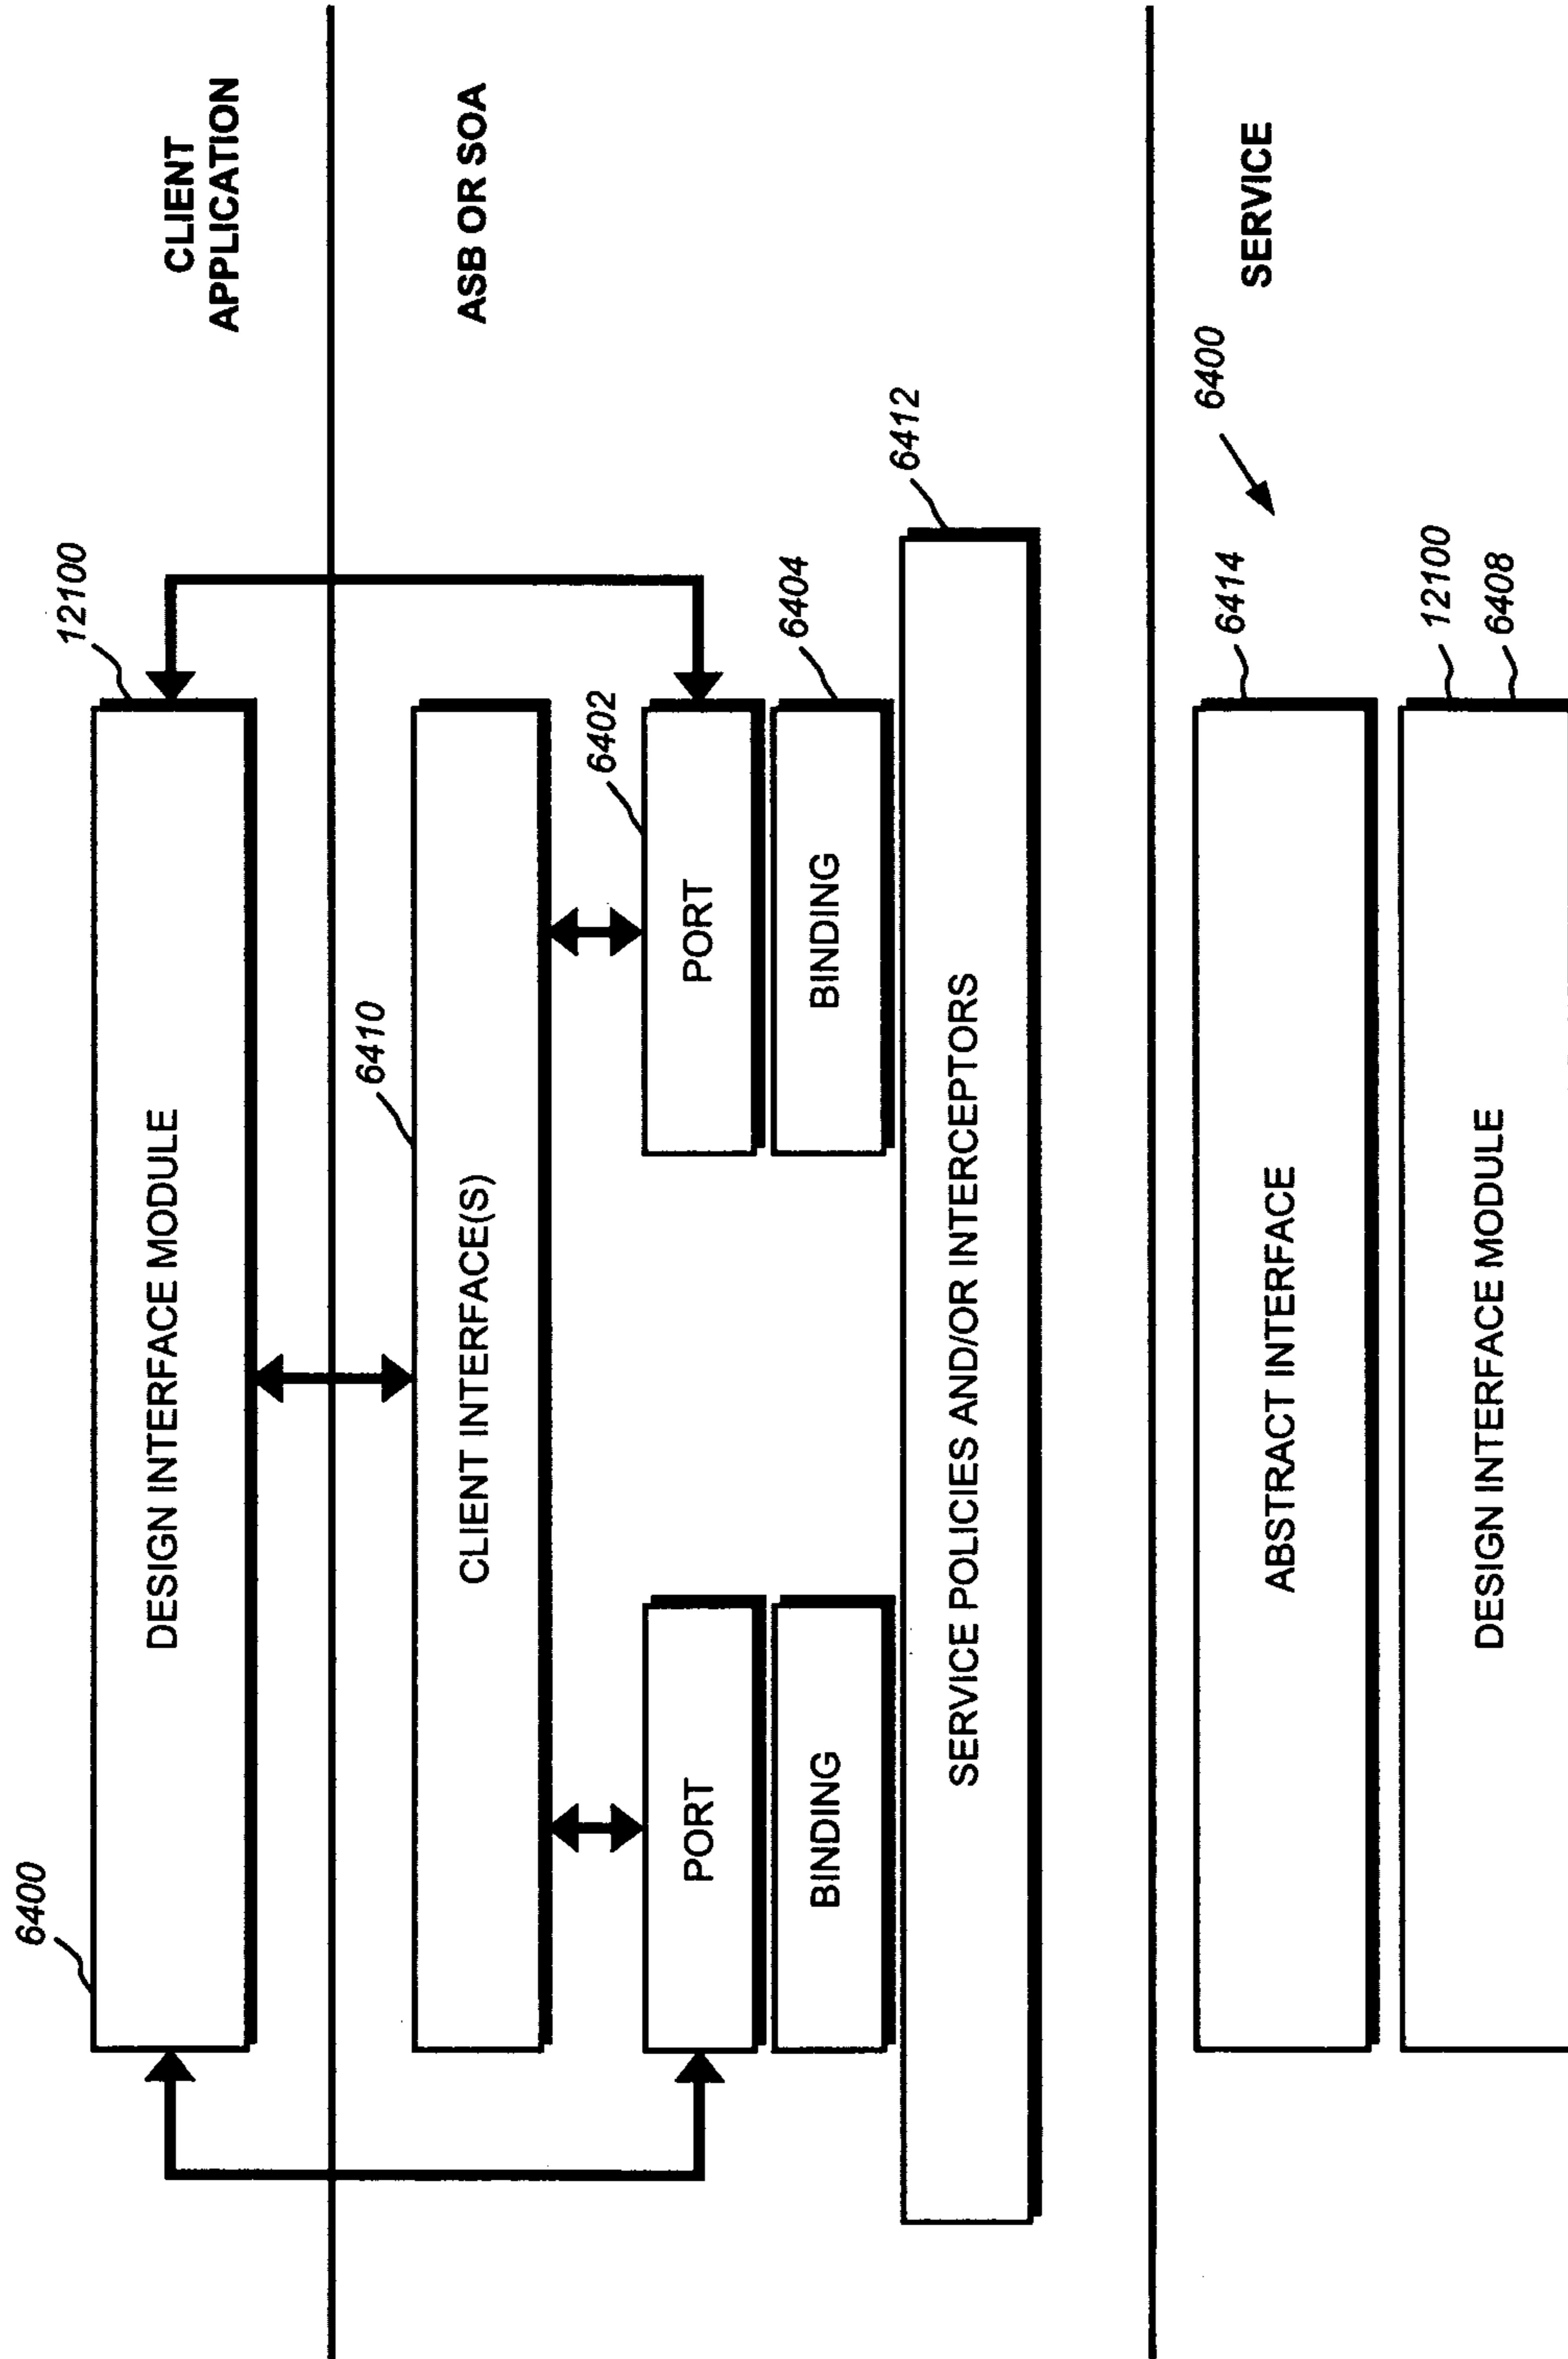 6400
DESIGN INTERFACE MODULE
12100
CLIENT
APPLICATION
6410
CLIENT INTERFACE(S)
ASB OR SOA
PORT
PORT
6402
BINDING
BINDING
6404
SERVICE POLICIES AND/OR INTERCEPTORS
6412
SERVICE
6400
ABSTRACT INTERFACE
6414
DESIGN INTERFACE MODULE
12100
6408